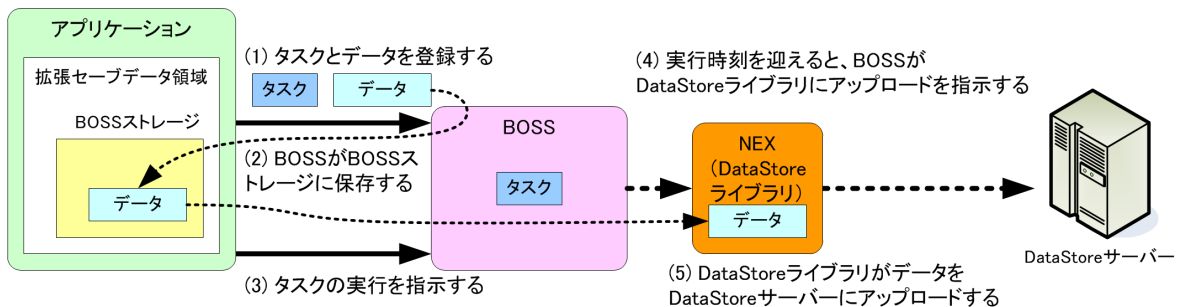 アプリケーション
拡張セーブデータ領域
BOSSストレージ
データ
(1) タスクとデータを登録する
タスク
データ
(2) BOSSがBOSSス
トレージに保存する
(3) タスクの実行を指示する
BOSS
タスク
(4) 実行時刻を迎えると、BOSSが
DataStoreライブラリにアップロードを指示する
NEX
(DataStore
ライブラリ)
データ
(5) DataStoreライブラリがデータを
DataStoreサーバーにアップロードする
DataStoreサーバー